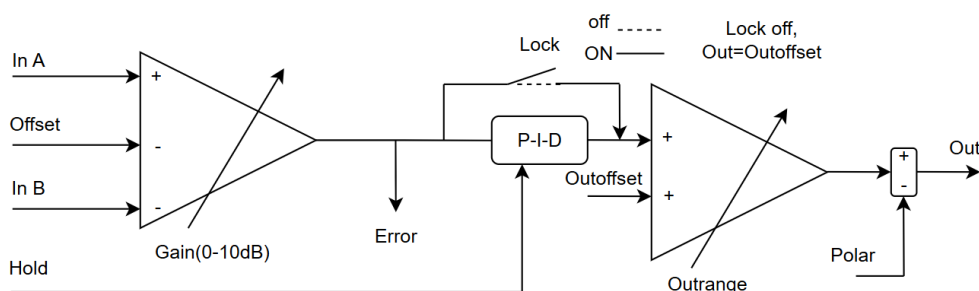 off
Lock off,
Lock
ON
Out=Outoffset
In A
+
Offset
-
P-I-D
+
+
Out
In B
-
Outoffset
+
-
Error
Gain(0-10dB)
Polar
Hold
Outrange